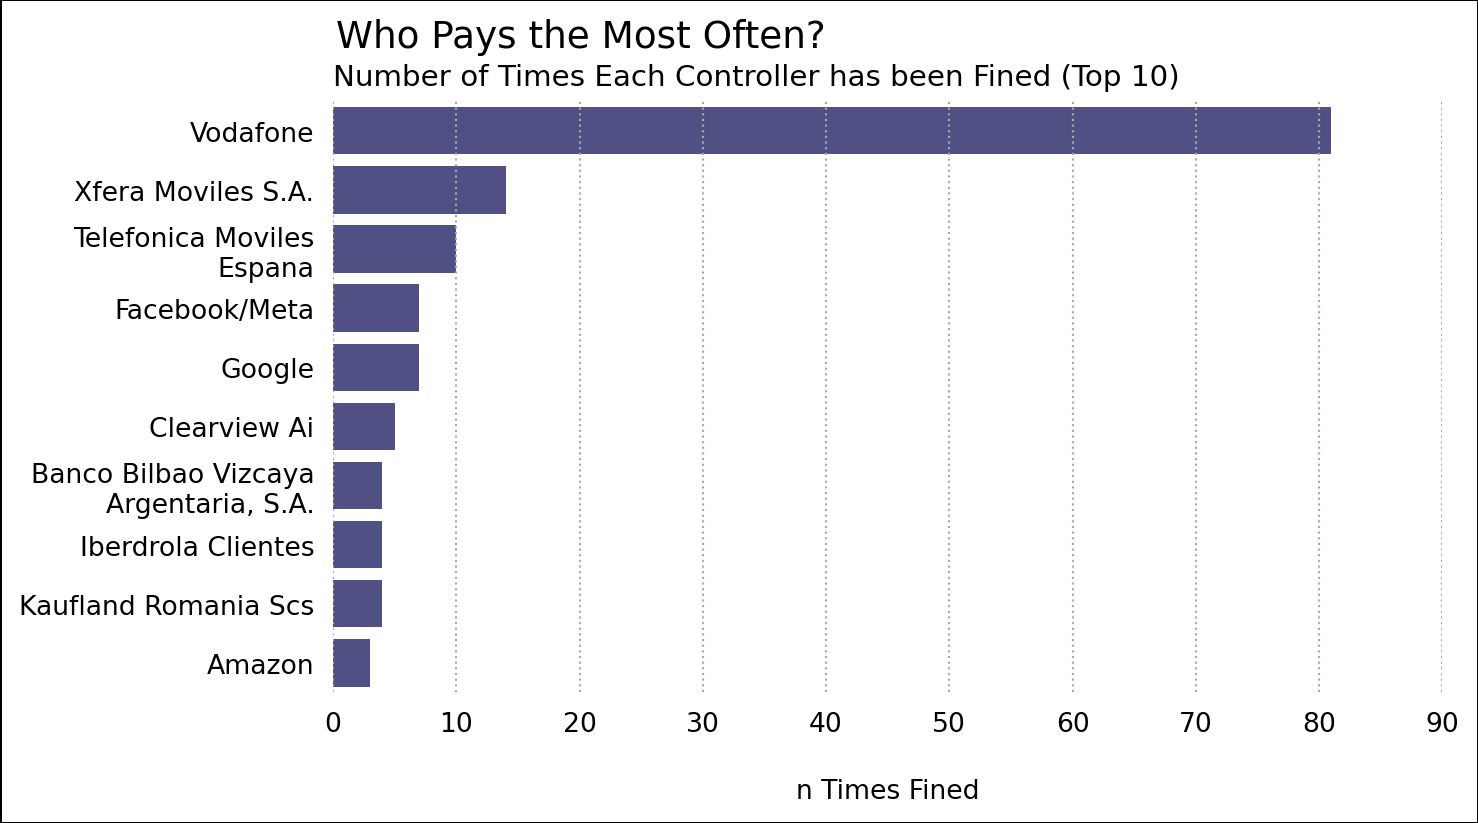 Who Pays the Most Often?
Number of Times Each Controller has been Fined (Top 10)
Vodafone
Xfera Moviles S.A.
Telefonica Moviles
Espana
Facebook/Meta
Google
Clearview Ai
Banco Bilbao Vizcaya
Argentaria, S.A.
Iberdrola Clientes
Kaufland Romania Scs
Amazon
0 10 20 30 40 50 60 70 80 90
n Times Fined